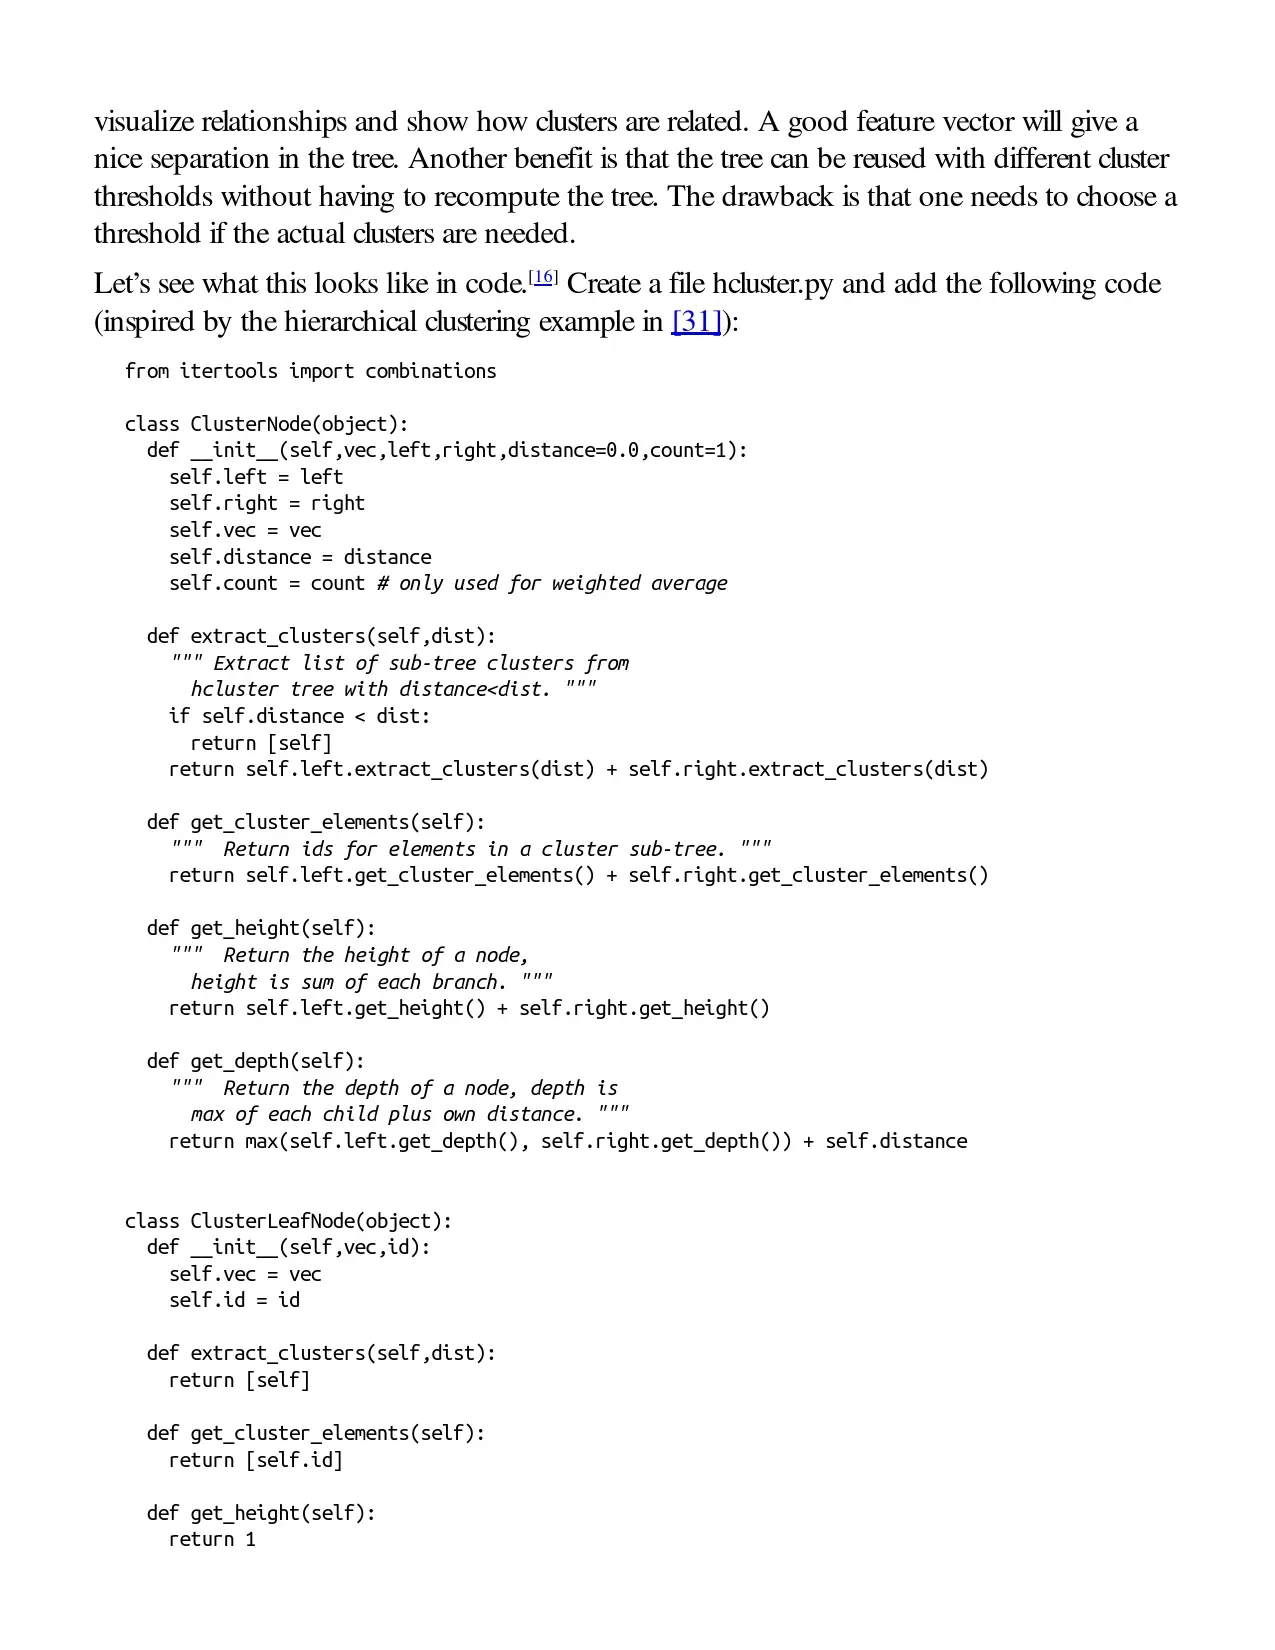 visualize relationships and show how clusters are related. A good feature vector will give a
nice separation in the tree. Another benefit is that the tree can be reused with different cluster
thresholds without having to recompute the tree. The drawback is that one needs to choose a
threshold if the actual clusters are needed.
Let’s see what this looks like in code.[16] Create a file hcluster.py and add the following code
(inspired by the hierarchical clustering example in [31]):
from itertools import combinations

class ClusterNode(object):
  def __init__(self,vec,left,right,distance=0.0,count=1):
    self.left = left
    self.right = right
    self.vec = vec
    self.distance = distance
    self.count = count # only used for weighted average

  def extract_clusters(self,dist):
    """ Extract list of sub-tree clusters from
      hcluster tree with distance<dist. """
    if self.distance < dist:
      return [self]
    return self.left.extract_clusters(dist) + self.right.extract_clusters(dist)

  def get_cluster_elements(self):
    """  Return ids for elements in a cluster sub-tree. """
    return self.left.get_cluster_elements() + self.right.get_cluster_elements()

  def get_height(self):
    """  Return the height of a node,
      height is sum of each branch. """
    return self.left.get_height() + self.right.get_height()

  def get_depth(self):
    """  Return the depth of a node, depth is
      max of each child plus own distance. """
    return max(self.left.get_depth(), self.right.get_depth()) + self.distance


class ClusterLeafNode(object):
  def __init__(self,vec,id):
    self.vec = vec
    self.id = id

  def extract_clusters(self,dist):
    return [self]

  def get_cluster_elements(self):
    return [self.id]

  def get_height(self):
    return 1